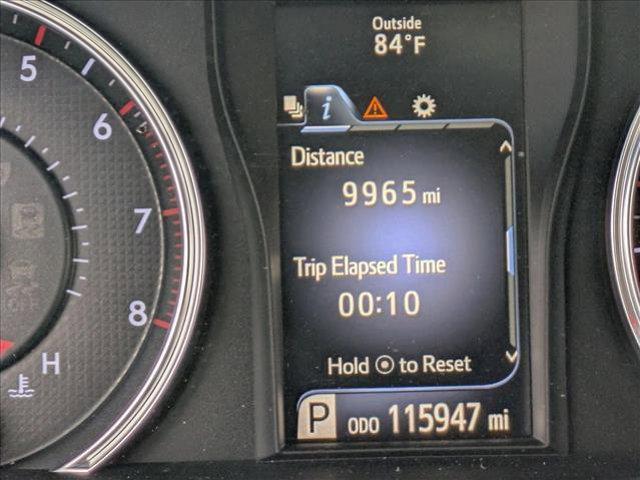 Outside
84°F
5
6
7
8
H
i
Distance
9965 mi
Trip Elapsed Time
00:10
Hold ⊙ to Reset
P ODO 115947 mi